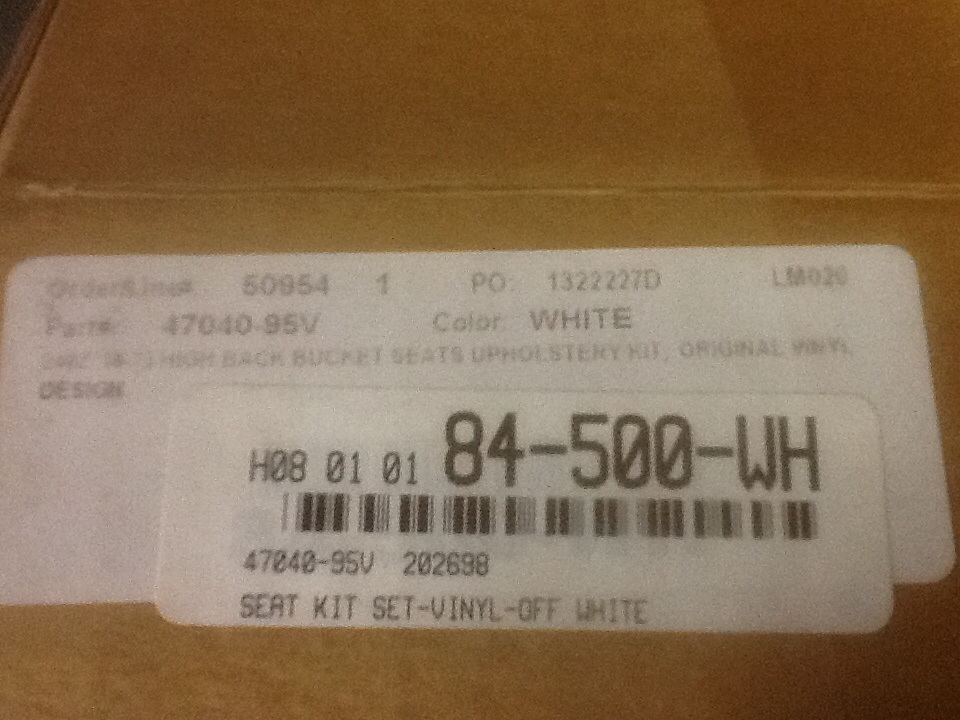 Order&Line# 50954 1 PO: 1322227D LM020
Part#: 47040-95V Color: WHITE
HIGH BACK BUCKET SEATS UPHOLSTERY KIT, ORIGINAL VINYL
DESIGN
H08 01 01 84-500-WH
47040-95V 202698
SEAT KIT SET-VINYL-OFF WHITE